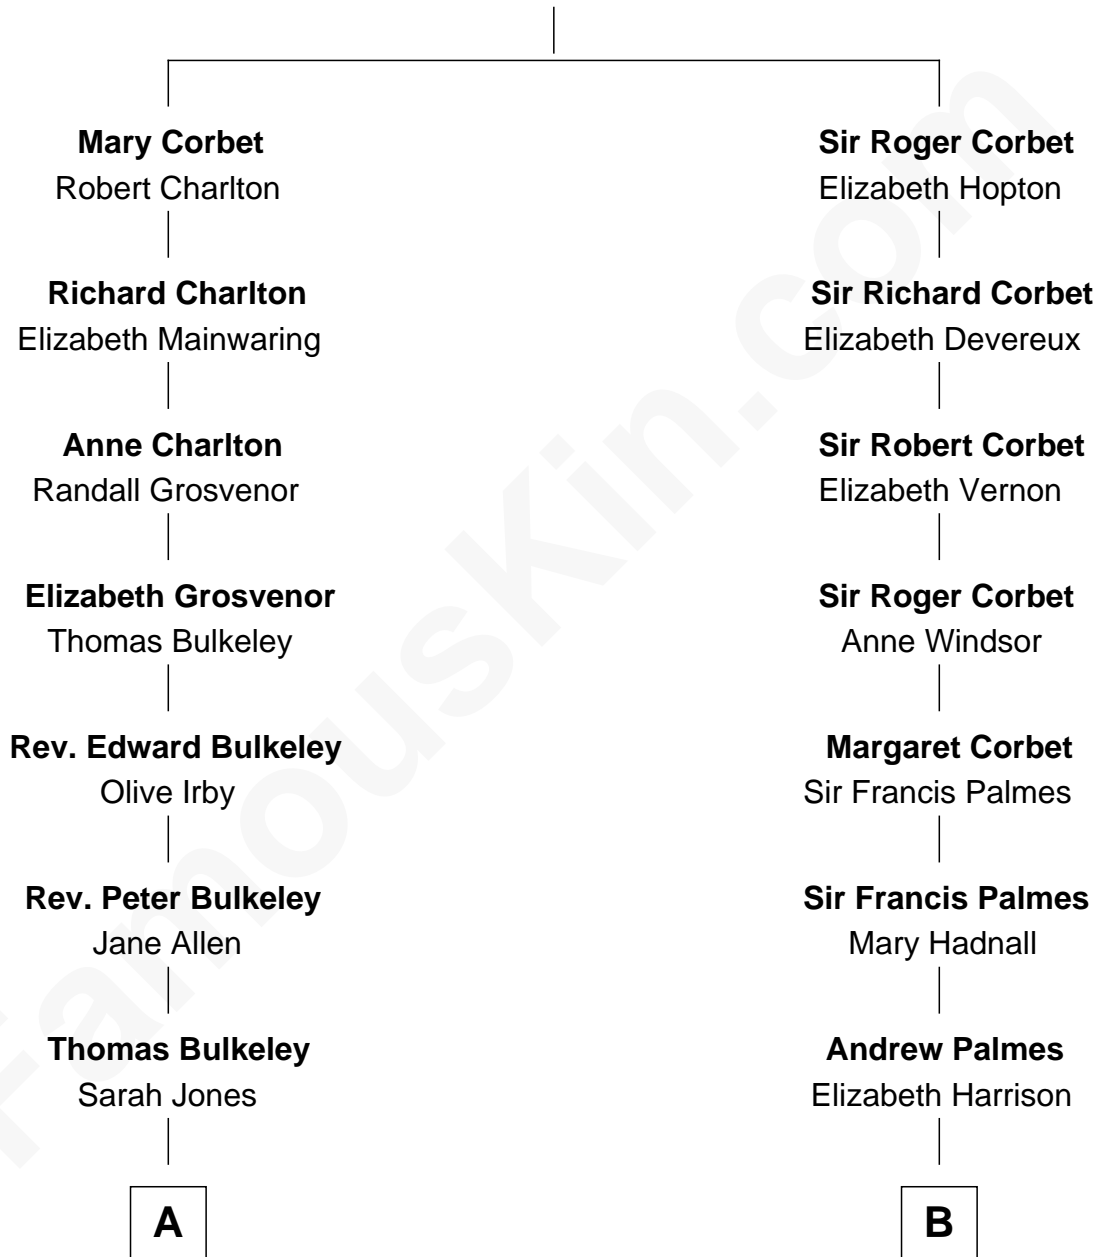 Mary Corbet
Robert Charlton
Richard Charlton
Elizabeth Mainwaring
Anne Charlton
Randall Grosvenor
Elizabeth Grosvenor
Thomas Bulkeley
Rev. Edward Bulkeley
Olive Irby
Rev. Peter Bulkeley
Jane Allen
Thomas Bulkeley
Sarah Jones
A
Sir Roger Corbet
Elizabeth Hopton
Sir Richard Corbet
Elizabeth Devereux
Sir Robert Corbet
Elizabeth Vernon
Sir Roger Corbet
Anne Windsor
Margaret Corbet
Sir Francis Palmes
Sir Francis Palmes
Mary Hadnall
Andrew Palmes
Elizabeth Harrison
B
FamousKin.com